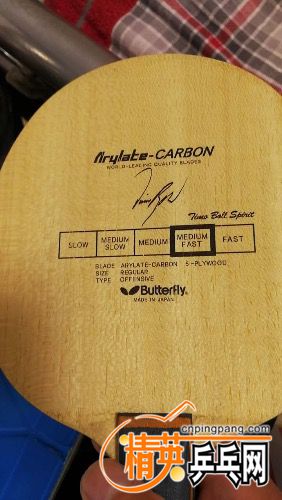 Arylate-CARBON
WORLD-LEADING QUALITY BLADES
Timo Boll Spirit
SLOW
MEDIUM SLOW
MEDIUM
MEDIUM FAST
FAST
BLADE ARYLATE-CARBON 5-PLYWOOD
SIZE REGULAR
TYPE OFFENSIVE
Butterfly
MADE IN JAPAN
cnpingpang.com
精英乒乓网